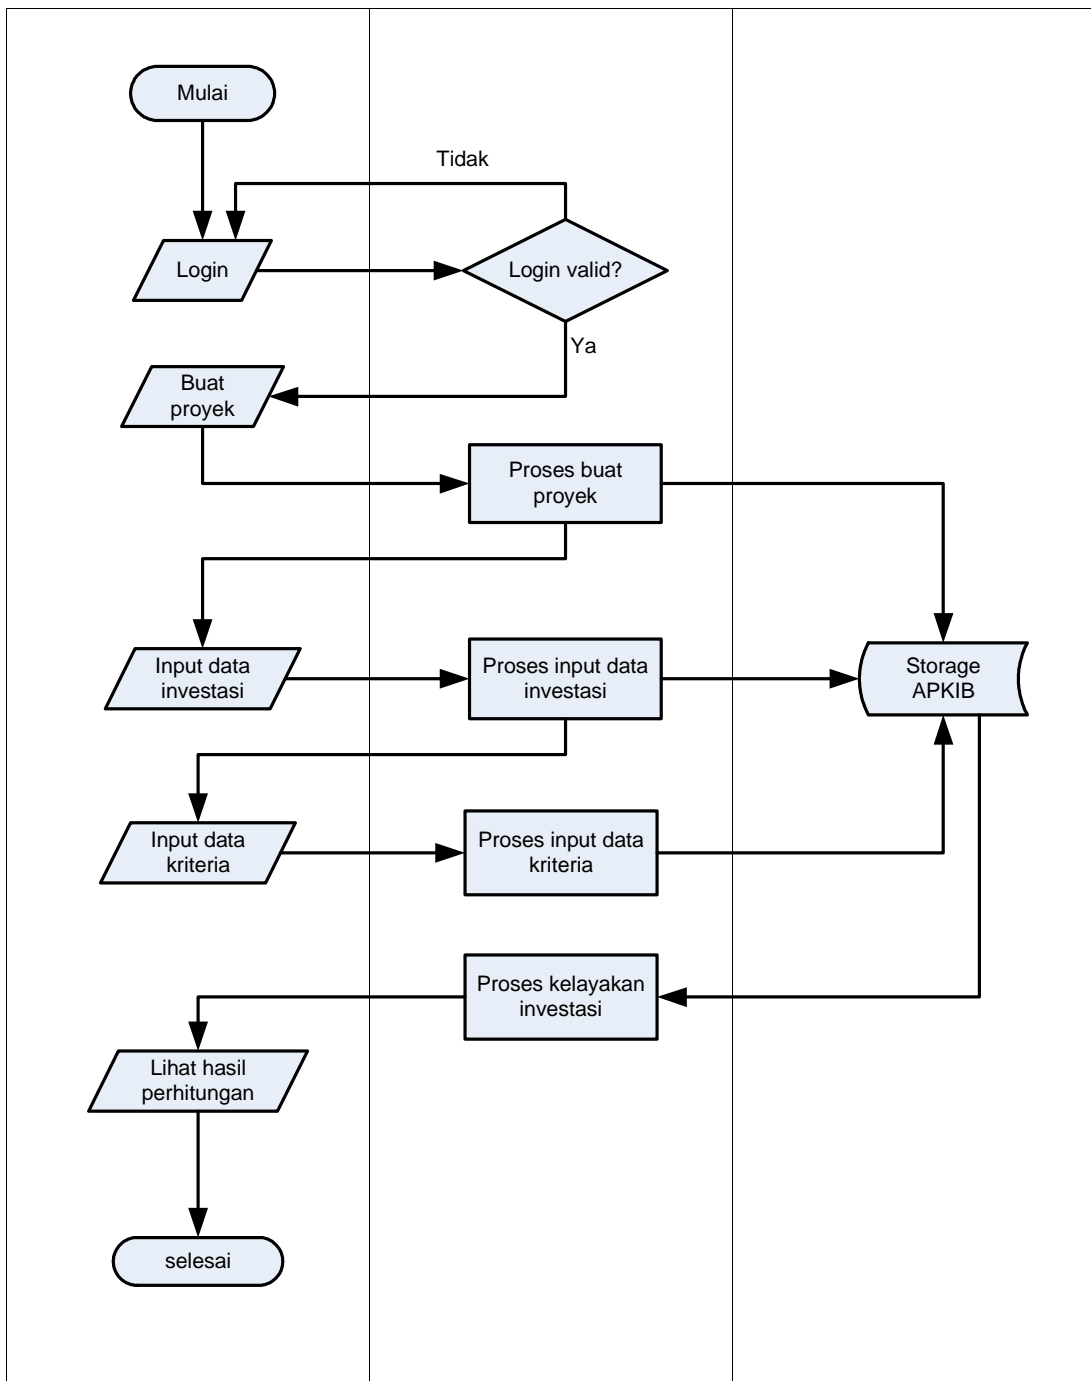 Mulai
Tidak
Login
Login valid?
Ya
Buat
proyek
Proses buat
proyek
Input data
investasi
Proses input data
investasi
Storage
APKIB
Input data
kriteria
Proses input data
kriteria
Proses kelayakan
investasi
Lihat hasil
perhitungan
selesai